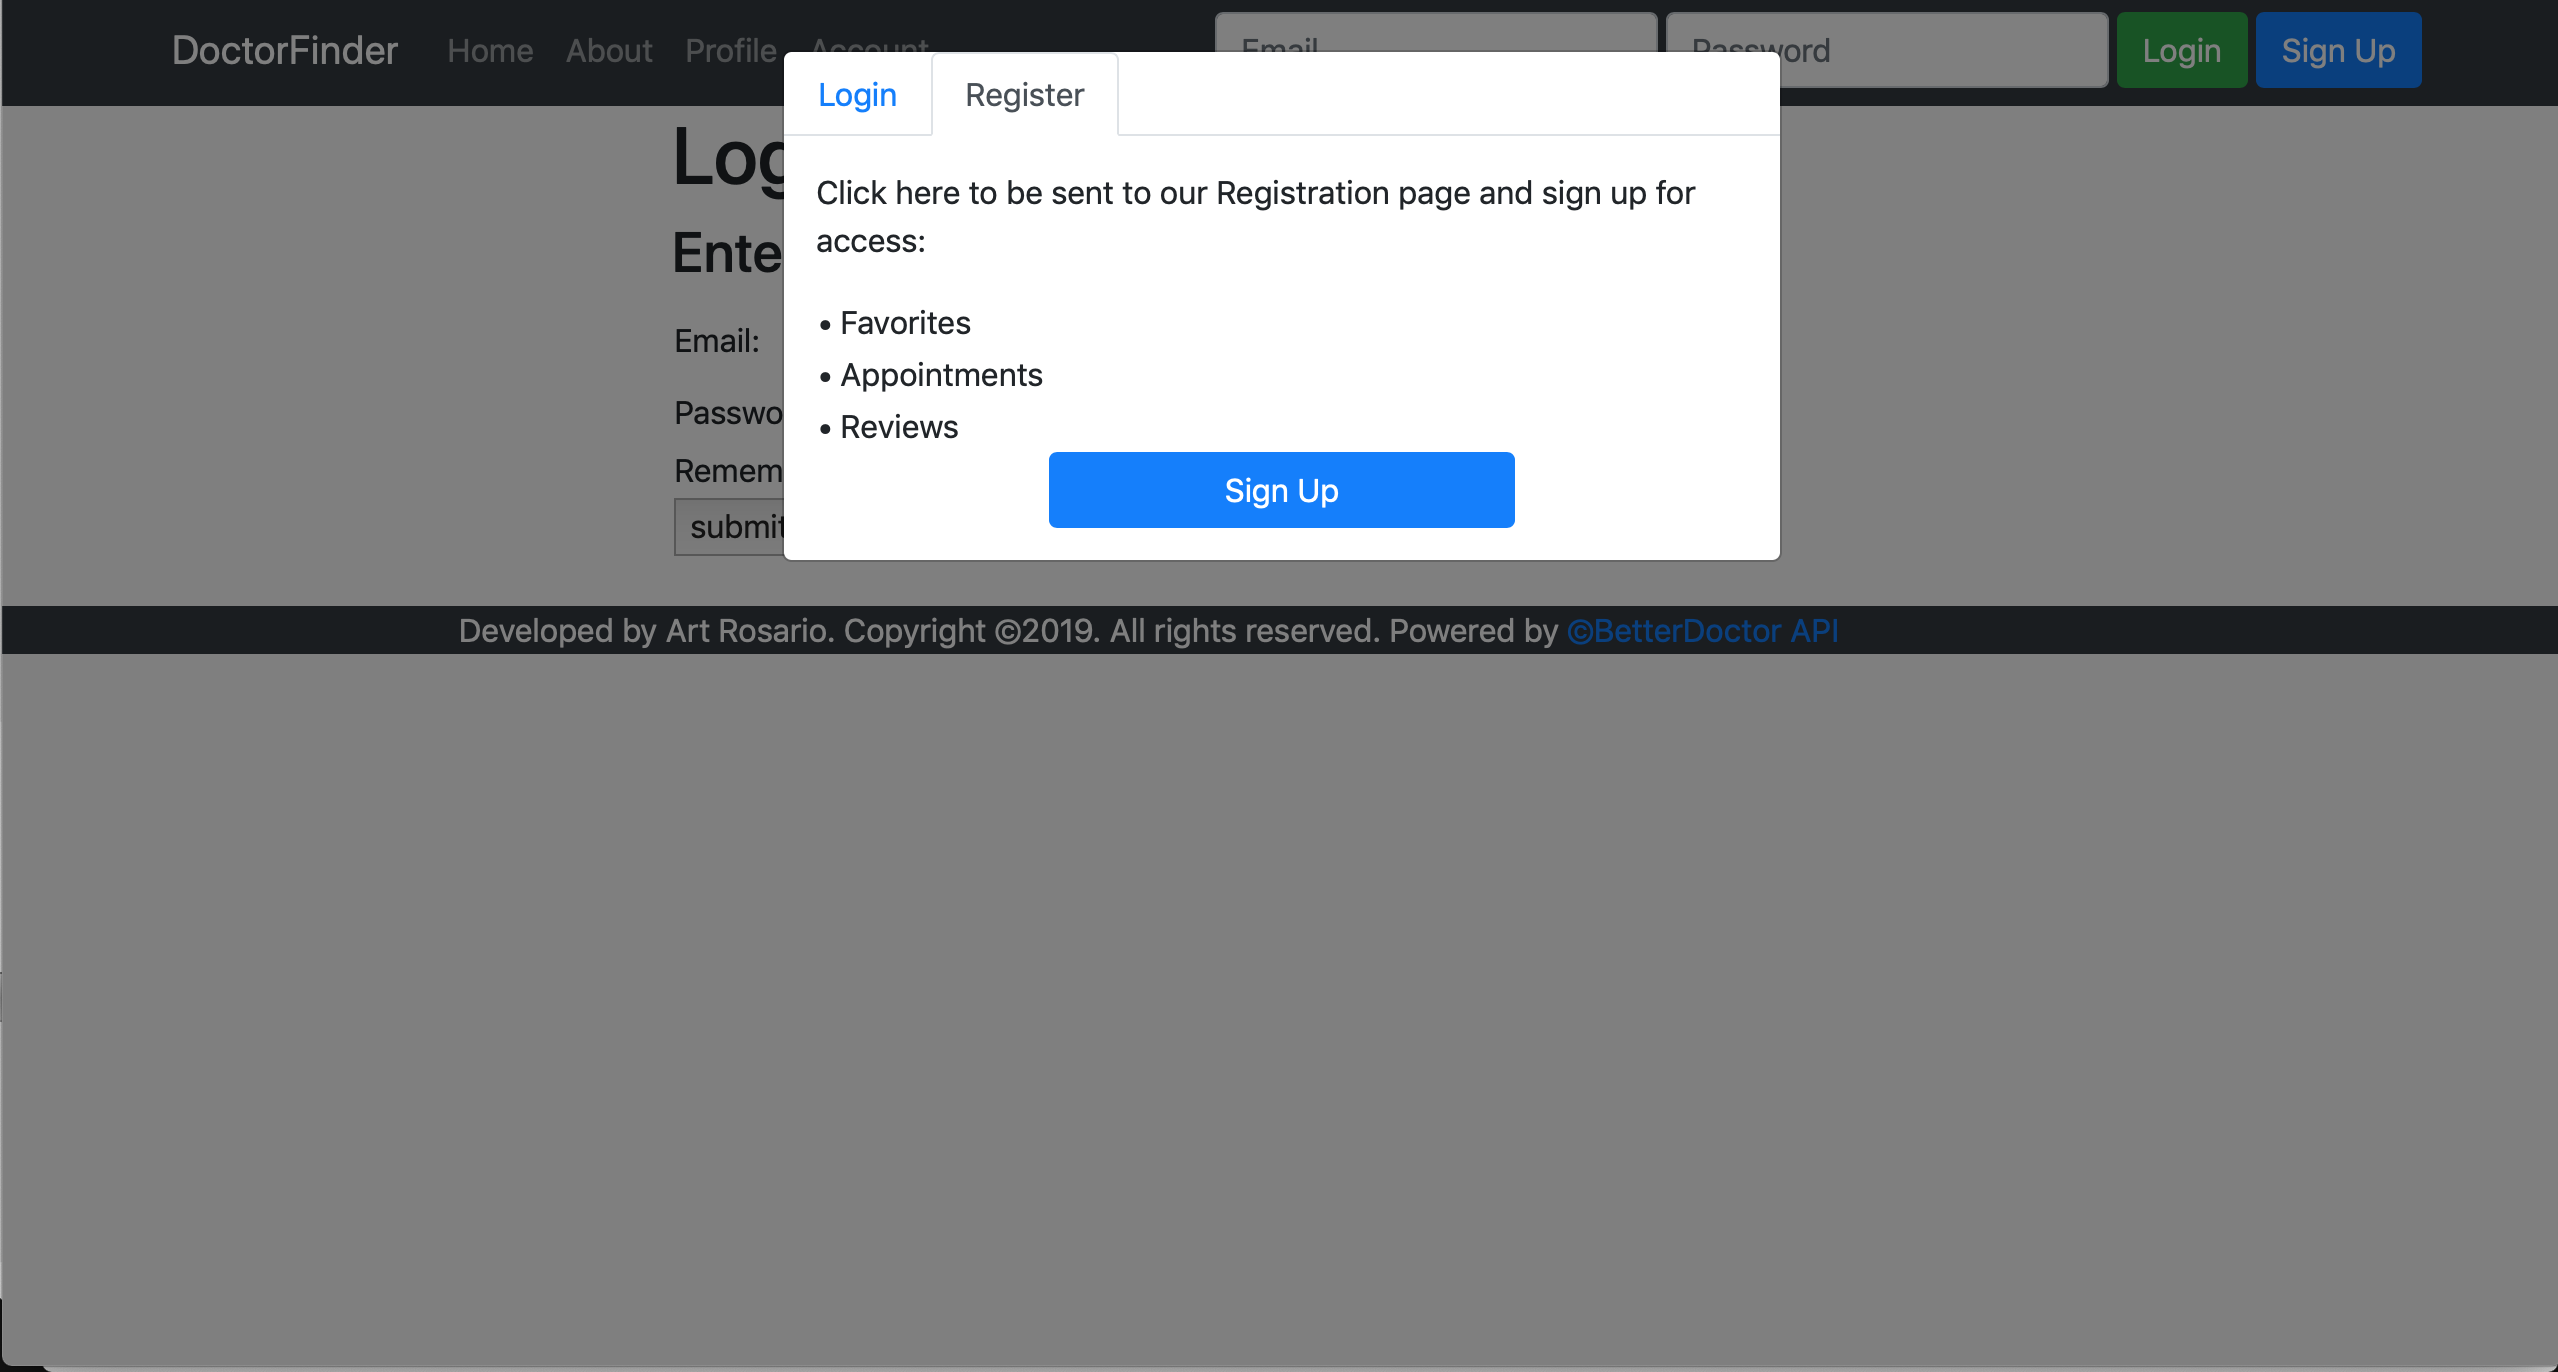 DoctorFinder Home About Profile Account Email Password Login Sign Up
Login Register
Click here to be sent to our Registration page and sign up for
access:
• Favorites
• Appointments
• Reviews
Sign Up
Log
Ente
Email:
Passwo
Remem
submit
Developed by Art Rosario. Copyright ©2019. All rights reserved. Powered by ©BetterDoctor API